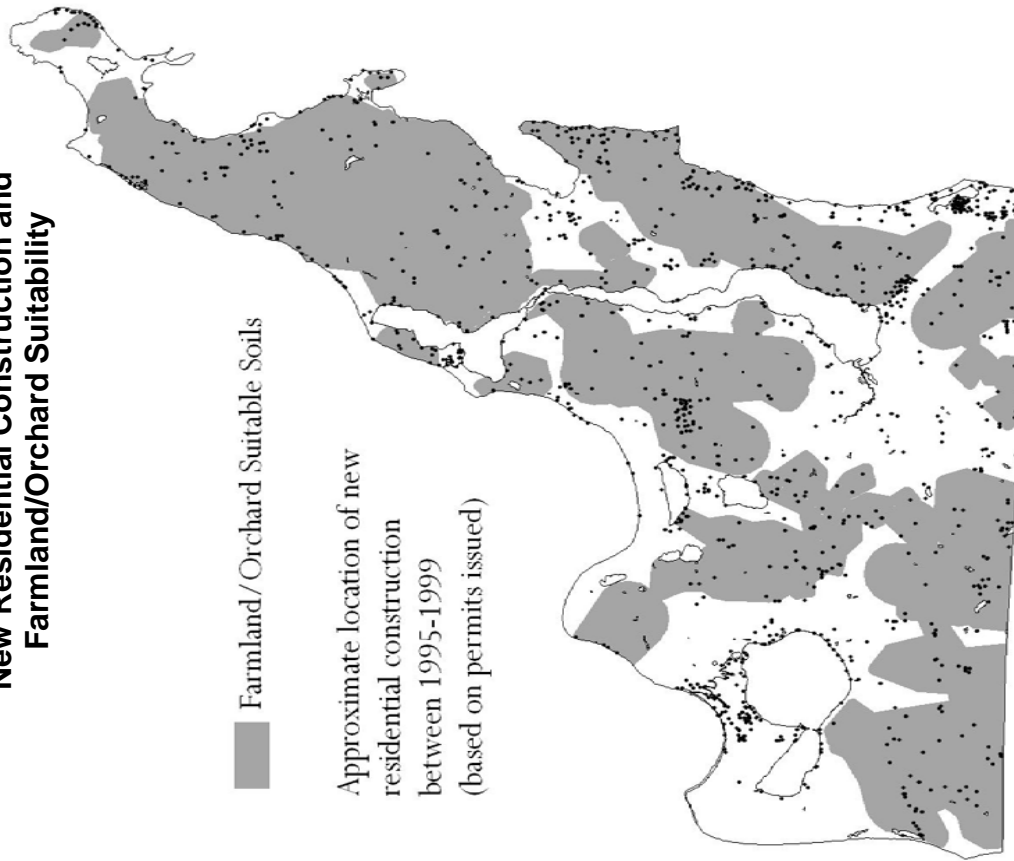 New Residential Construction and
Farmland/Orchard Suitability
Farmland/Orchard Suitable Soils
Approximate location of new
residential construction
between 1995-1999
(based on permits issued)